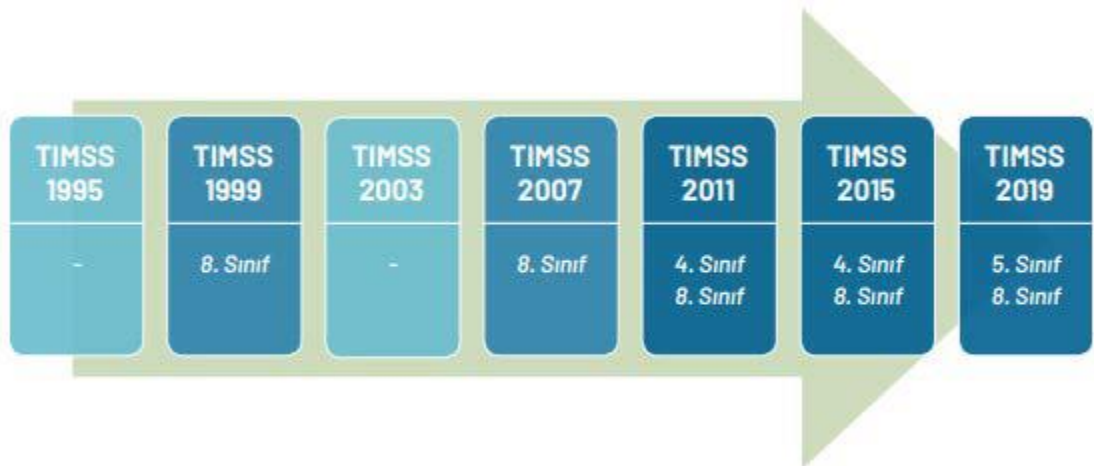 TIMSS
1995
-
TIMSS
1999
8. Sınıf
TIMSS
2003
-
TIMSS
2007
8. Sınıf
TIMSS
2011
4. Sınıf
8. Sınıf
TIMSS
2015
4. Sınıf
8. Sınıf
TIMSS
2019
5. Sınıf
8. Sınıf